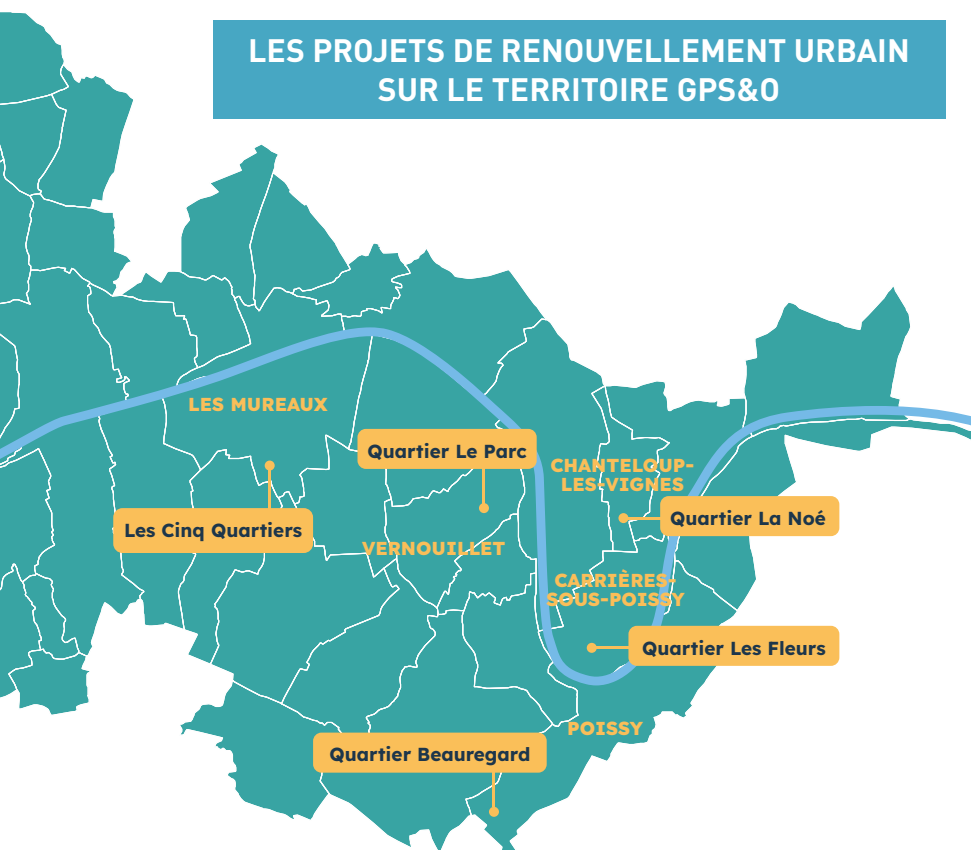 LES PROJETS DE RENOUVELLEMENT URBAIN
SUR LE TERRITOIRE GPS&O
LES MUREAUX
Quartier Le Parc
CHANTELOUP-
LES-VIGNES
Quartier La Noé
Les Cinq Quartiers
VERNOUILLET
CARRIÈRES-
SOUS-POISSY
Quartier Les Fleurs
POISSY
Quartier Beauregard